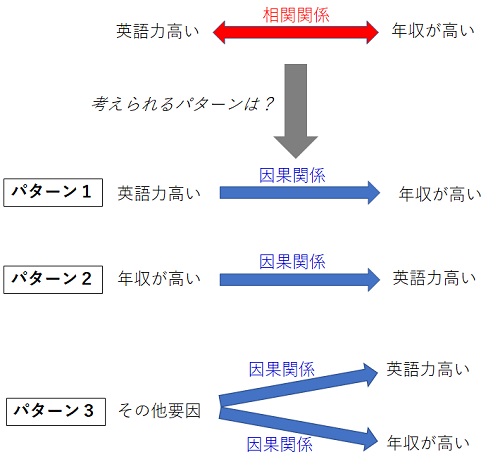 相関関係
英語力高い
年収が高い
考えられるパターンは？
因果関係
パターン１
英語力高い
年収が高い
因果関係
パターン２
年収が高い
英語力高い
因果関係
英語力高い
パターン３
その他要因
因果関係
年収が高い